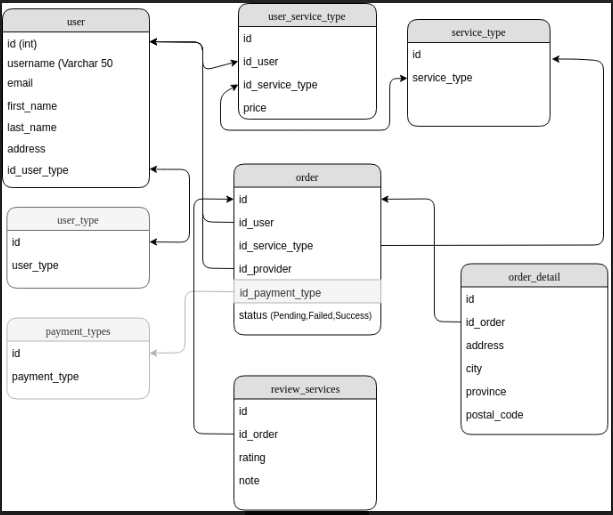 user
id (int)
username (Varchar 50
email
first_name
last_name
address
id_user_type
user_service_type
id
id_user
id_service_type
price
service_type
id
service_type
user_type
id
user_type
order
id
id_user
id_service_type
id_provider
id_payment_type
status (Pending,Failed,Success)
payment_types
id
payment_type
order_detail
id
id_order
address
city
province
postal_code
review_services
id
id_order
rating
note